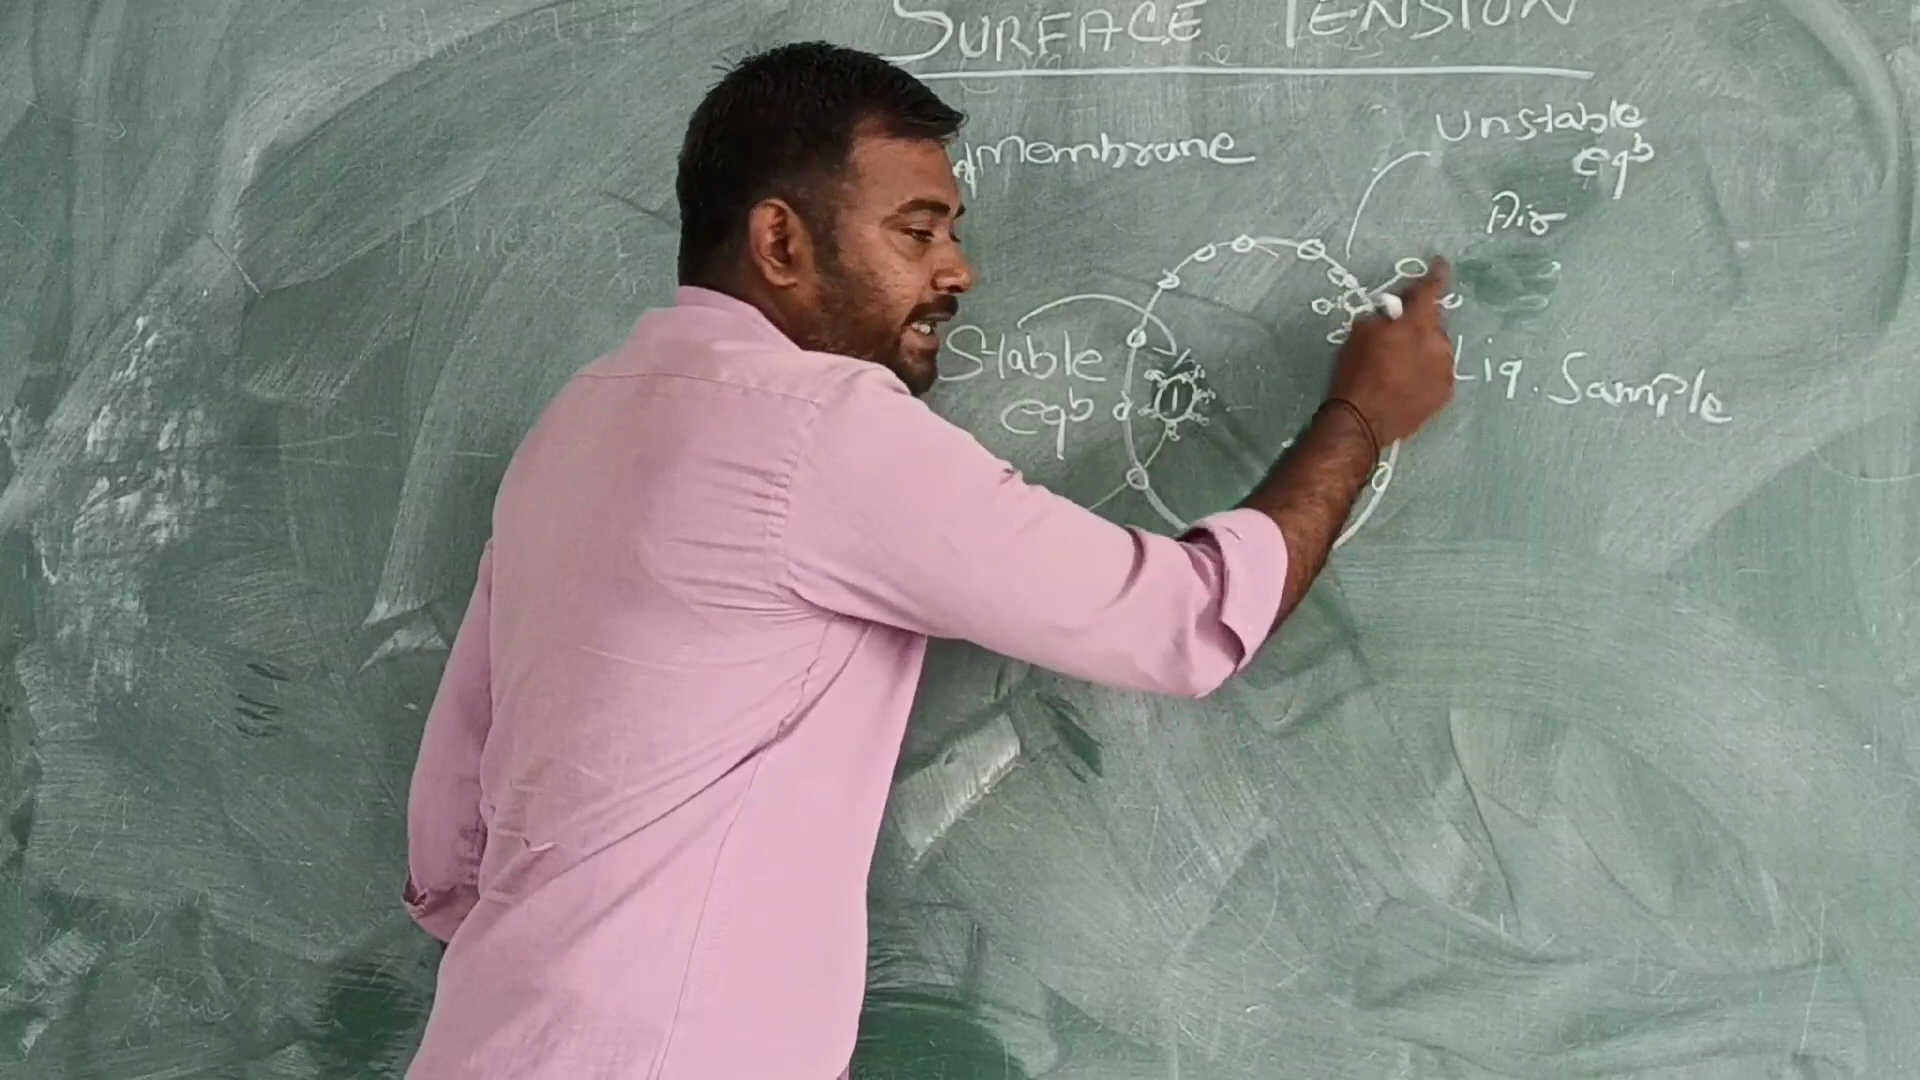 SURFACE TENSION
Membrane
Unstable
eqb
Air
Stable
eqb
Liq. Sample